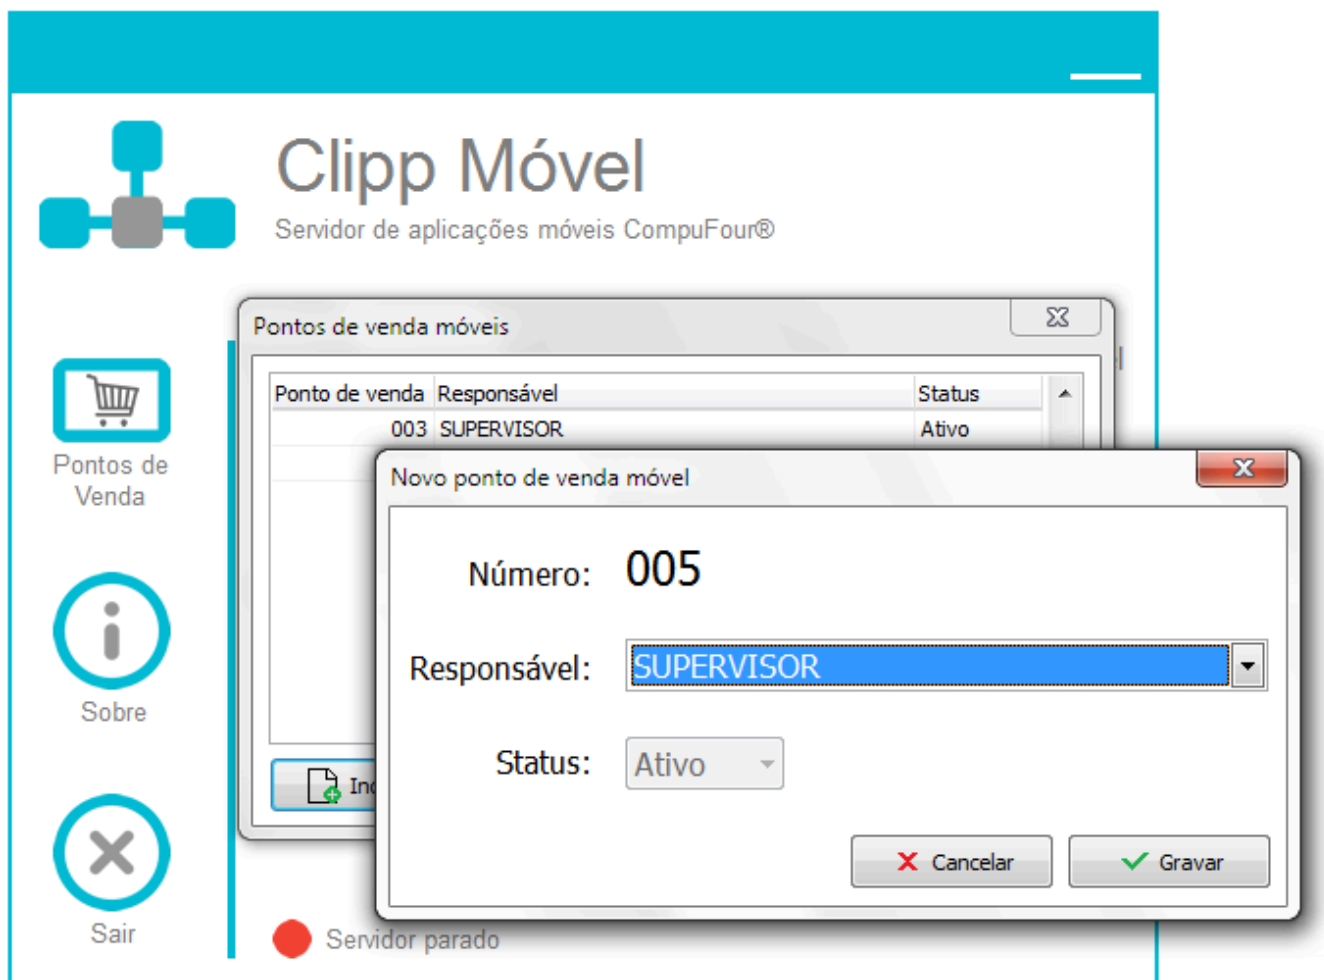 Clipp Móvel
Servidor de aplicações móveis CompuFour®
Pontos de venda móveis
Ponto de venda Responsável Status
003 SUPERVISOR Ativo
Novo ponto de venda móvel
Número: 005
Responsável: SUPERVISOR
Status: Ativo
Cancelar Gravar
Pontos de
Venda
Sobre
Sair
Servidor parado